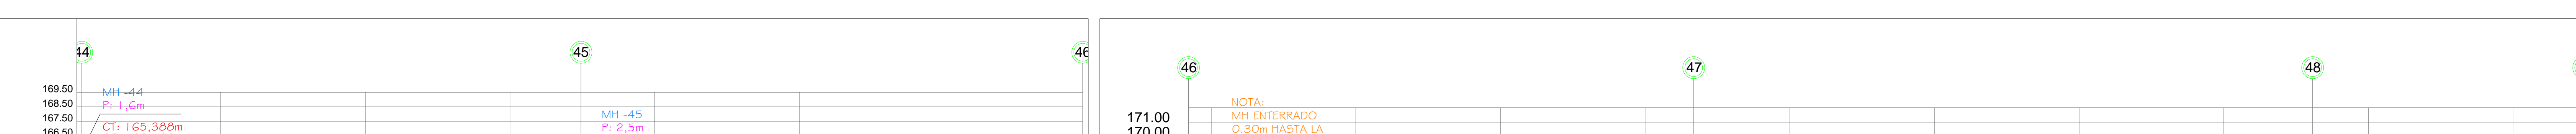 44
45
46
169.50
168.50
167.50
166.50
MH -44
P: 1,6m
CT: 165,388m
MH -45
P: 2,5m
46
47
48
171.00
170.00
NOTA:
MH ENTERRADO
0.30m HASTA LA